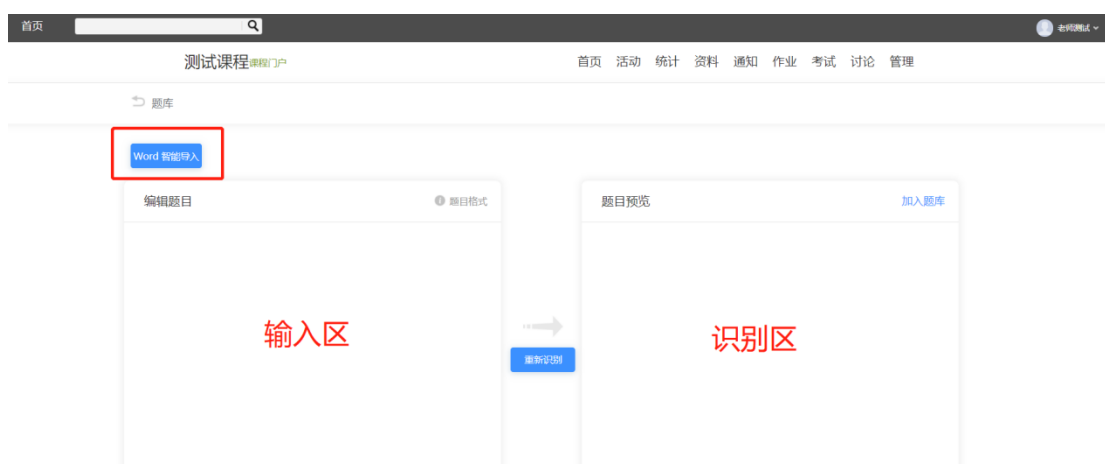 首页 老师测试
测试课程 课程门户 首页 活动 统计 资料 通知 作业 考试 讨论 管理
题库
Word 智能导入
编辑题目 题目格式 题目预览 加入题库
输入区 识别区
重新识别